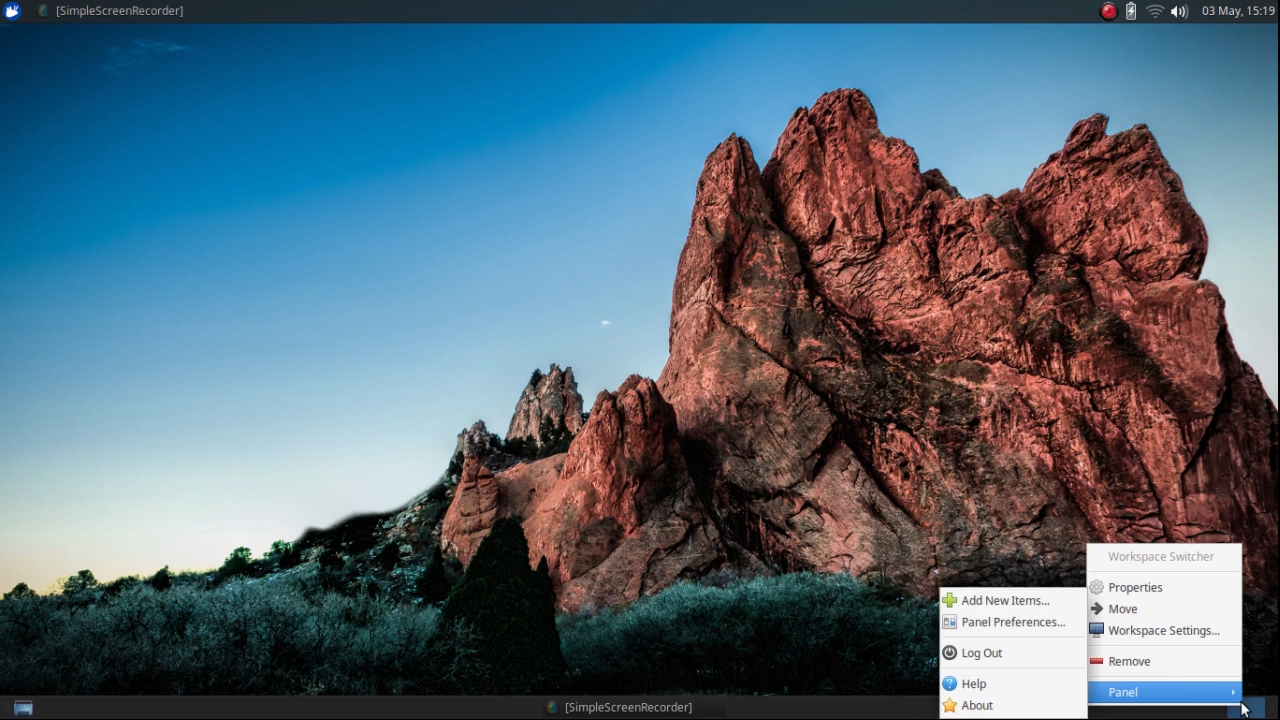 [SimpleScreenRecorder]
03 May, 15:19
Workspace Switcher
Properties
Move
Workspace Settings...
Remove
Panel
Add New Items...
Panel Preferences...
Log Out
Help
About
[SimpleScreenRecorder]